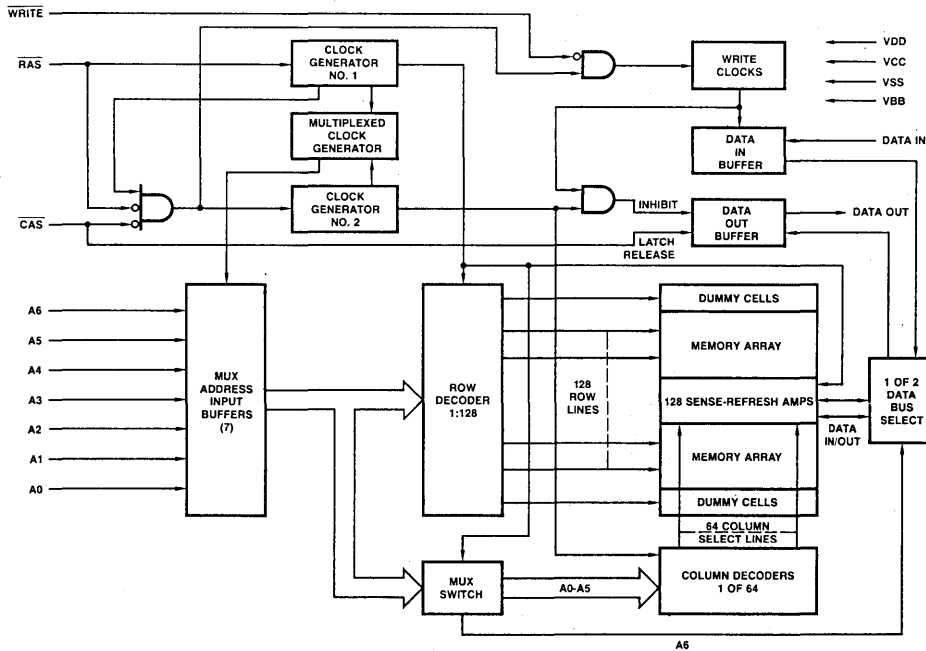 WRITE
RAS
CLOCK
GENERATOR
NO. 1
WRITE CLOCKS
VDD
VCC
VSS
VBB
MULTIPLEXED
CLOCK
GENERATOR
DATA
IN
BUFFER
DATA IN
CAS
CLOCK
GENERATOR
NO. 2
INHIBIT
DATA
OUT
BUFFER
DATA OUT
LATCH
RELEASE
A6
A5
A4
A3
A2
A1
A0
MUX
ADDRESS
INPUT
BUFFERS
(7)
ROW
DECODER
1:128
128
ROW
LINES
DUMMY CELLS
MEMORY ARRAY
128 SENSE-REFRESH AMPS
MEMORY ARRAY
DUMMY CELLS
DATA
IN/OUT
1 OF 2
DATA
BUS
SELECT
64 COLUMN
SELECT LINES
MUX
SWITCH
A0-A5
COLUMN DECODERS
1 OF 64
A6